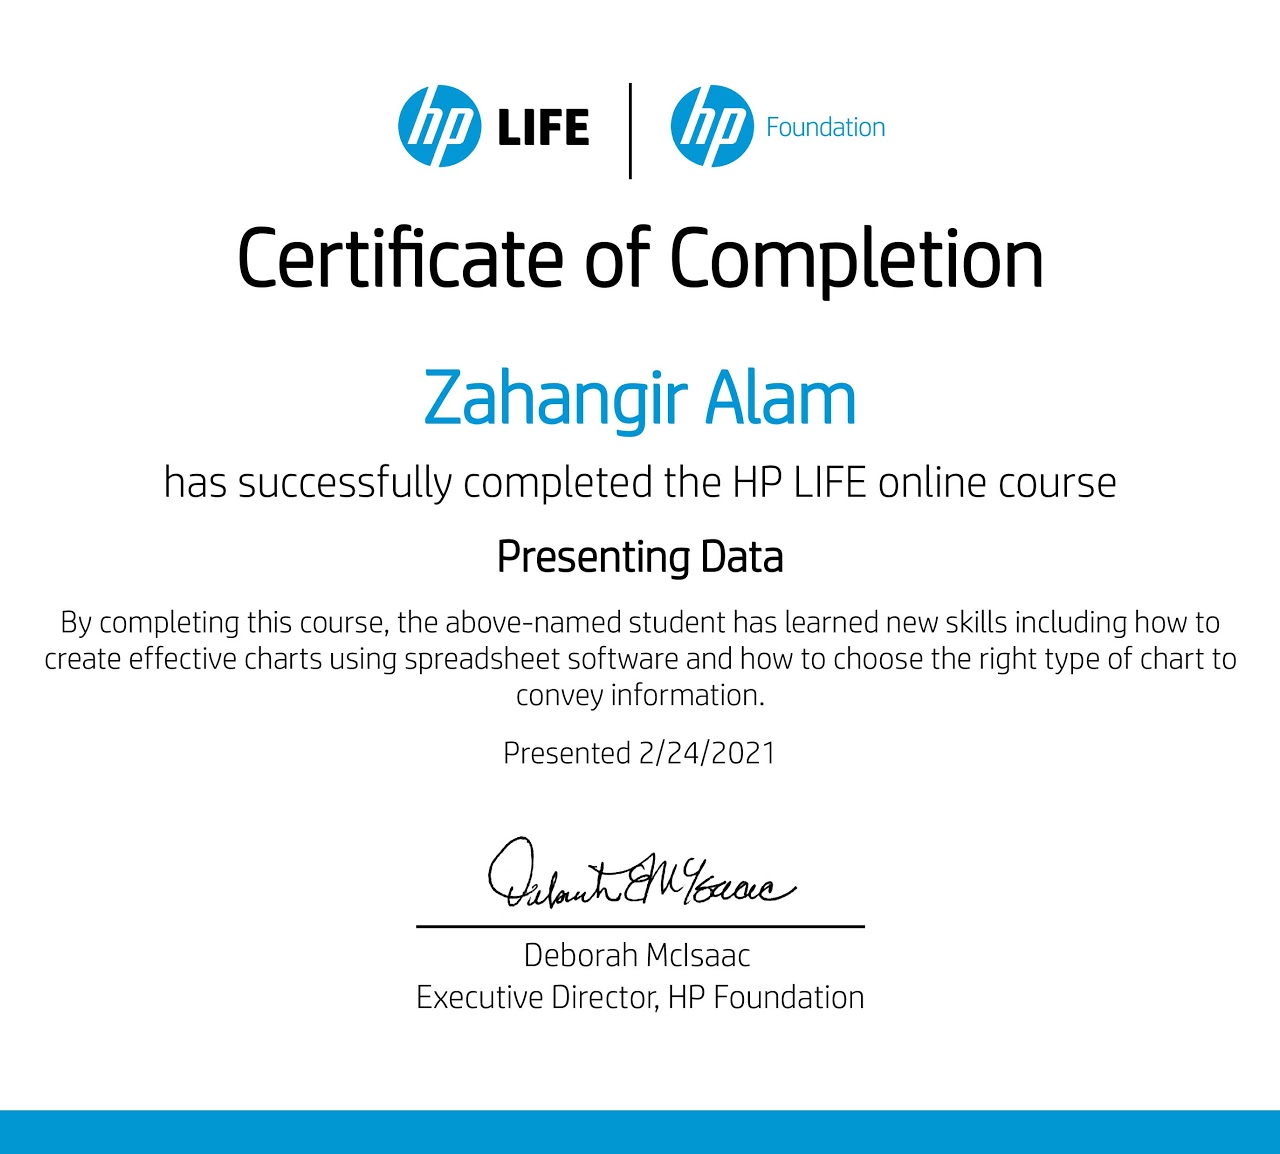 hp LIFE | hp Foundation
Certificate of Completion
Zahangir Alam
has successfully completed the HP LIFE online course
Presenting Data
By completing this course, the above-named student has learned new skills including how to
create effective charts using spreadsheet software and how to choose the right type of chart to
convey information.
Presented 2/24/2021
Deborah McIsaac
Executive Director, HP Foundation